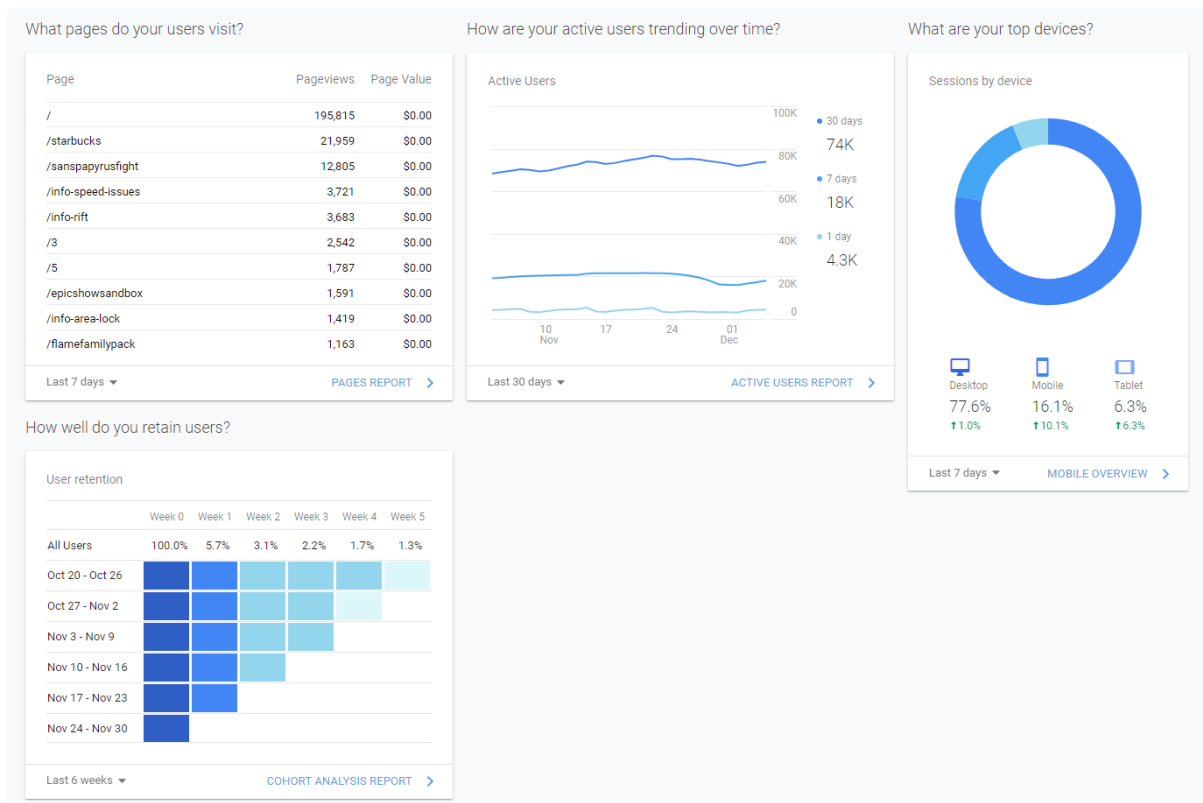 What pages do your users visit?
Page Pageviews Page Value
/ 195,815 $0.00
/starbucks 21,959 $0.00
/sanspapyrusfight 12,805 $0.00
/info-speed-issues 3,721 $0.00
/info-rift 3,683 $0.00
/3 2,542 $0.00
/5 1,787 $0.00
/epicshowsandbox 1,591 $0.00
/info-area-lock 1,419 $0.00
/flamefamilypack 1,163 $0.00
Last 7 days PAGES REPORT
How are your active users trending over time?
Active Users
100K
80K
60K
40K
20K
0
10 17 24 01
Nov Dec
30 days
74K
7 days
18K
1 day
4.3K
Last 30 days ACTIVE USERS REPORT
What are your top devices?
Sessions by device
Desktop Mobile Tablet
77.6% 16.1% 6.3%
↑1.0% ↑10.1% ↑6.3%
Last 7 days MOBILE OVERVIEW
How well do you retain users?
User retention
Week 0 Week 1 Week 2 Week 3 Week 4 Week 5
All Users 100.0% 5.7% 3.1% 2.2% 1.7% 1.3%
Oct 20 - Oct 26
Oct 27 - Nov 2
Nov 3 - Nov 9
Nov 10 - Nov 16
Nov 17 - Nov 23
Nov 24 - Nov 30
Last 6 weeks COHORT ANALYSIS REPORT